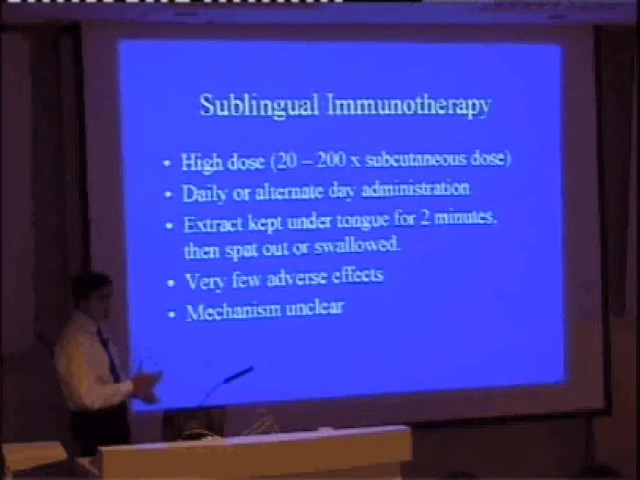 Sublingual Immunotherapy
• High dose (20 – 200 x subcutaneous dose)
• Daily or alternate day administration
• Extract kept under tongue for 2 minutes,
then spat out or swallowed.
• Very few adverse effects
• Mechanism unclear